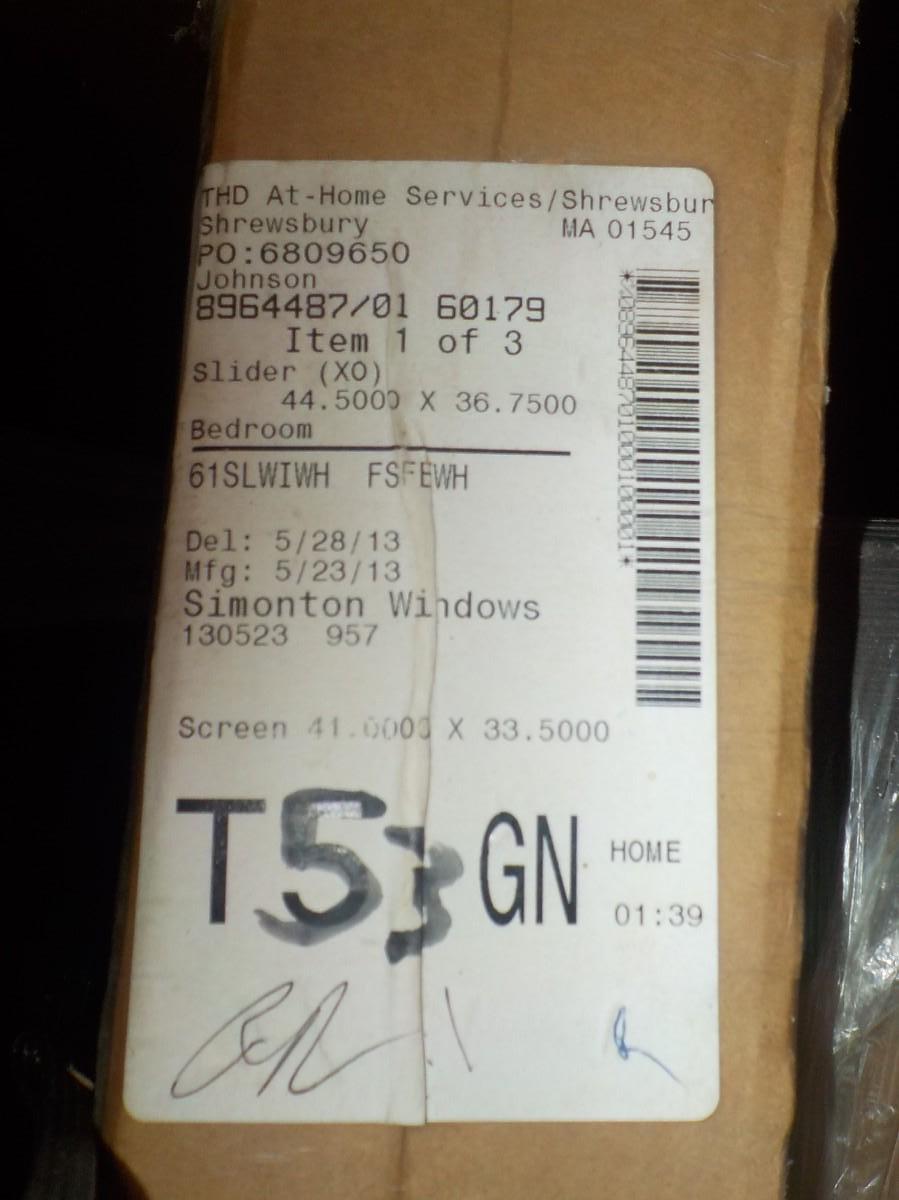 THD At-Home Services/Shrewsbur
Shrewsbury MA 01545
PO:6809650
Johnson
8964487/01 60179
Item 1 of 3
Slider (XO)
44.5000 X 36.7500
Bedroom
61SLWIWH FSFEWH
Del: 5/28/13
Mfg: 5/23/13
Simonton Windows
130523 957
Screen 41.0000 X 33.5000
T53 GN HOME
01:39